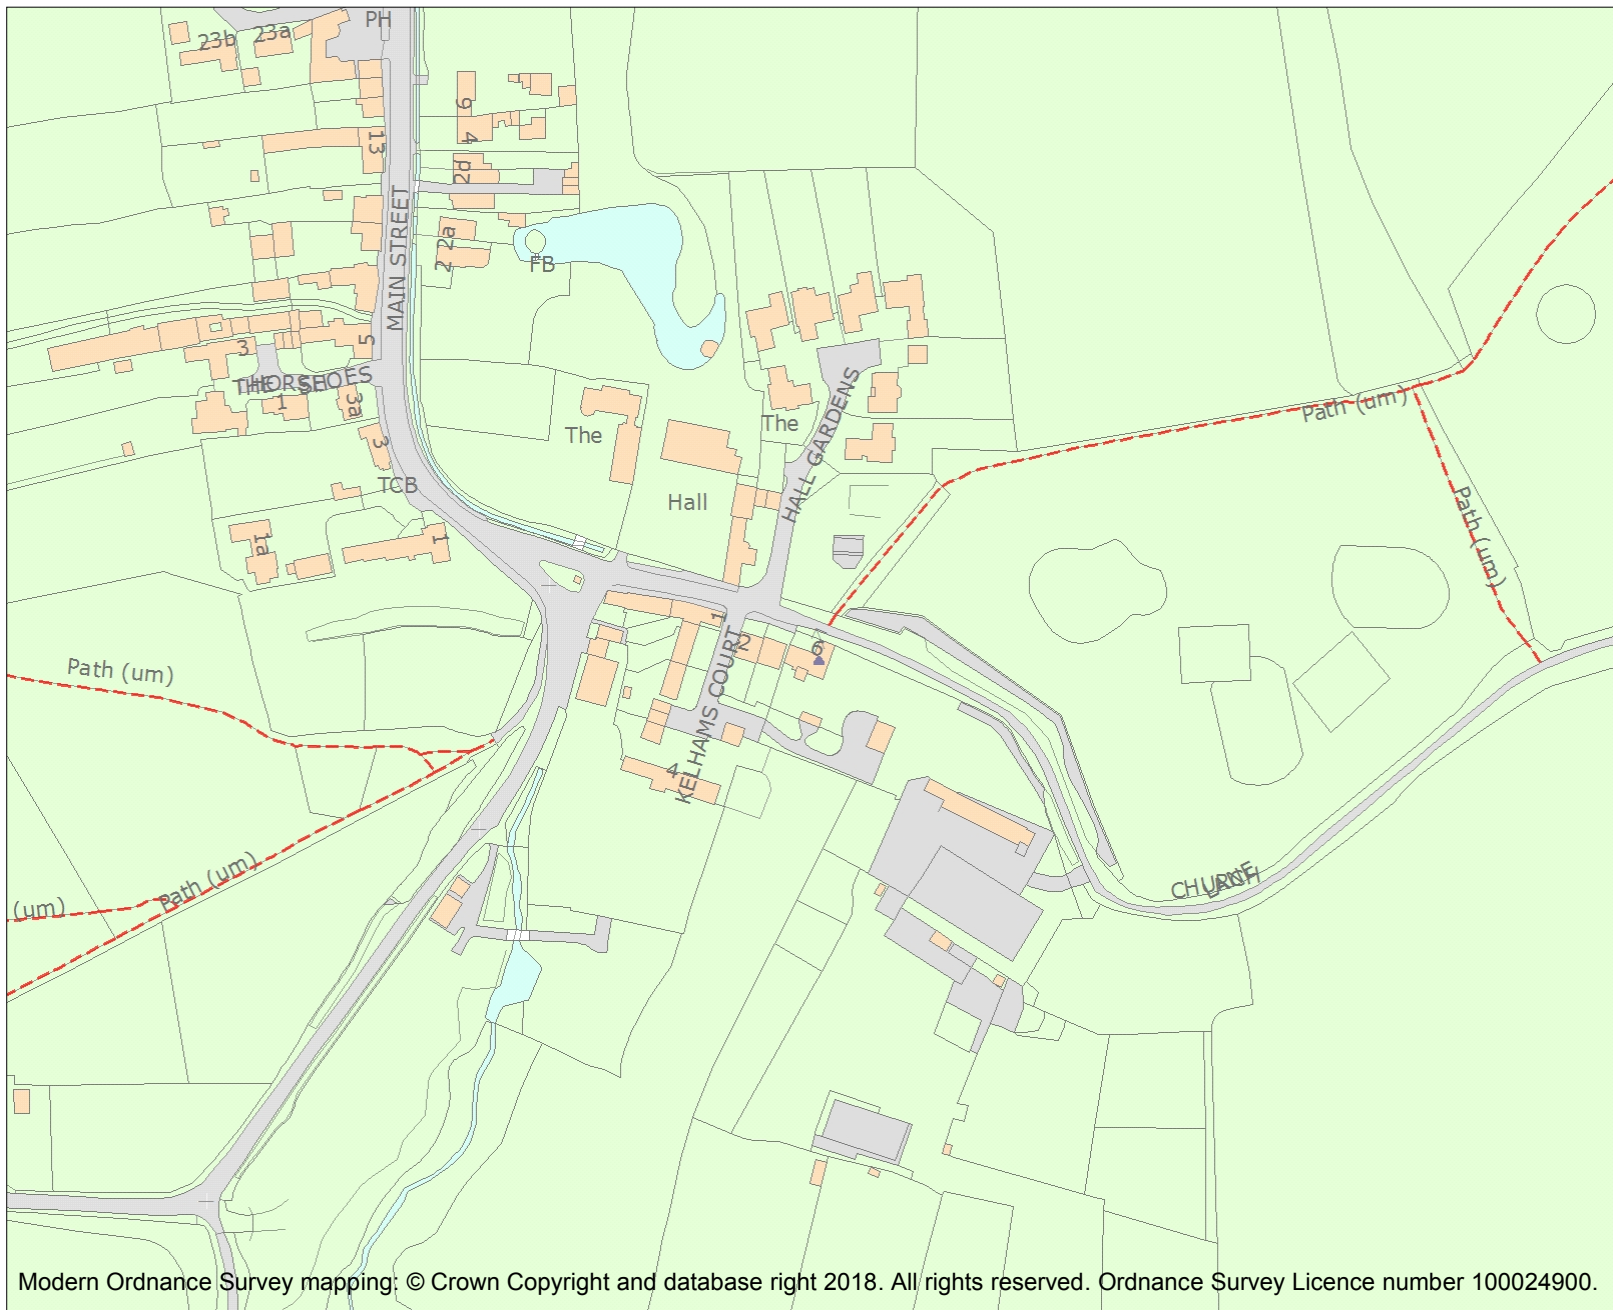 PH
23b
23a
9
4
13
2d
MAIN STREET
2a
2
FB
3
5
THE HORSESHOES
1
3a
3
The
The
HALL GARDENS
Path (um)
TCB
Hall
1a
1
Path (um)
1
2
6
KELHAMS COURT
4
Path (um)
Path (um)
(um)
CHURCH LANE
Modern Ordnance Survey mapping: © Crown Copyright and database right 2018. All rights reserved. Ordnance Survey Licence number 100024900.